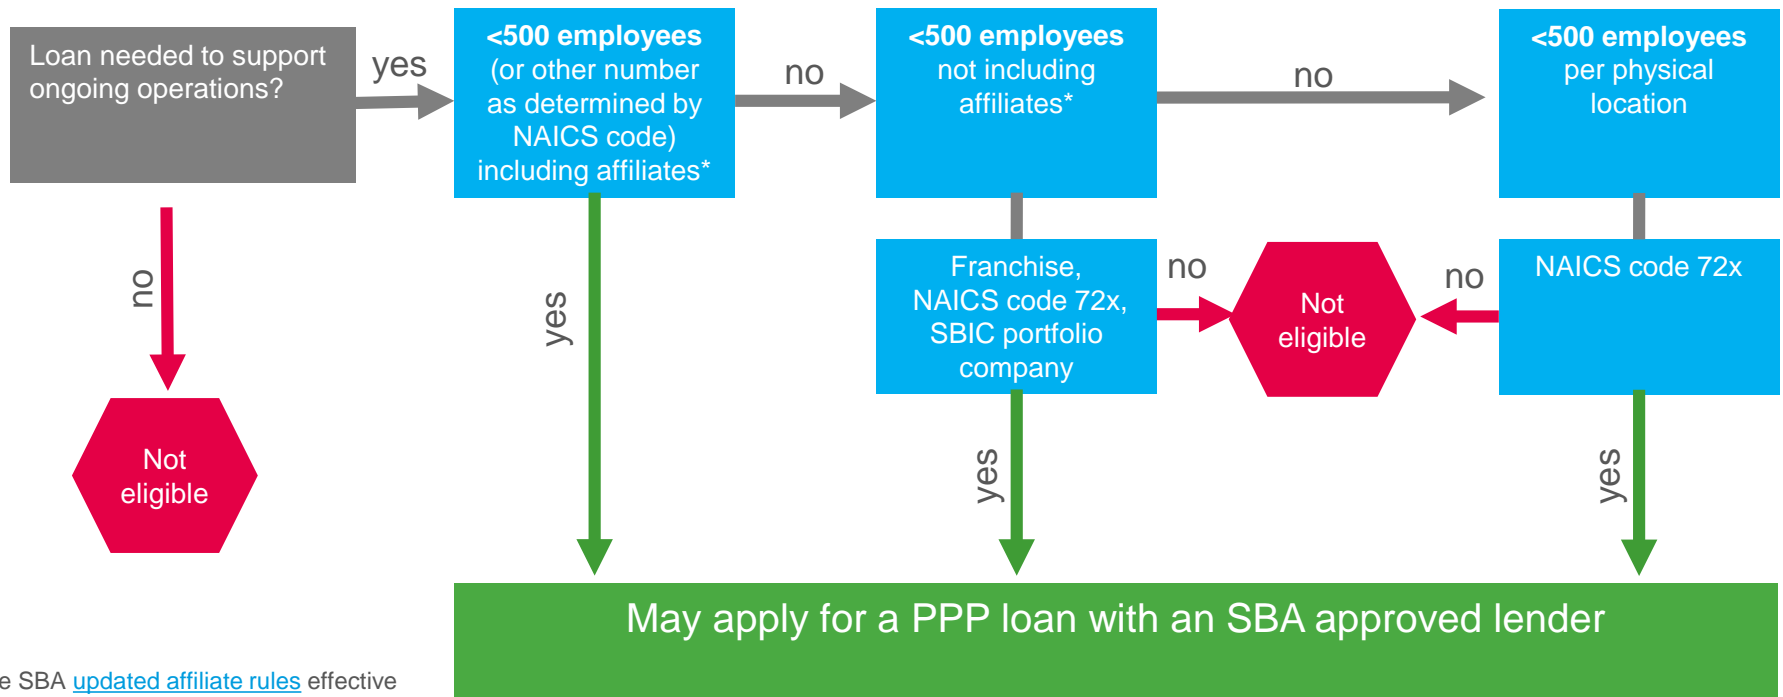 Loan needed to support
ongoing operations?
yes
<500 employees
(or other number
as determined by
NAICS code)
including affiliates*
no
<500 employees
not including
affiliates*
no
<500 employees
per physical
location
no
Not
eligible
yes
Franchise,
NAICS code 72x,
SBIC portfolio
company
no
Not
eligible
no
NAICS code 72x
yes
yes
May apply for a PPP loan with an SBA approved lender
e SBA updated affiliate rules effective